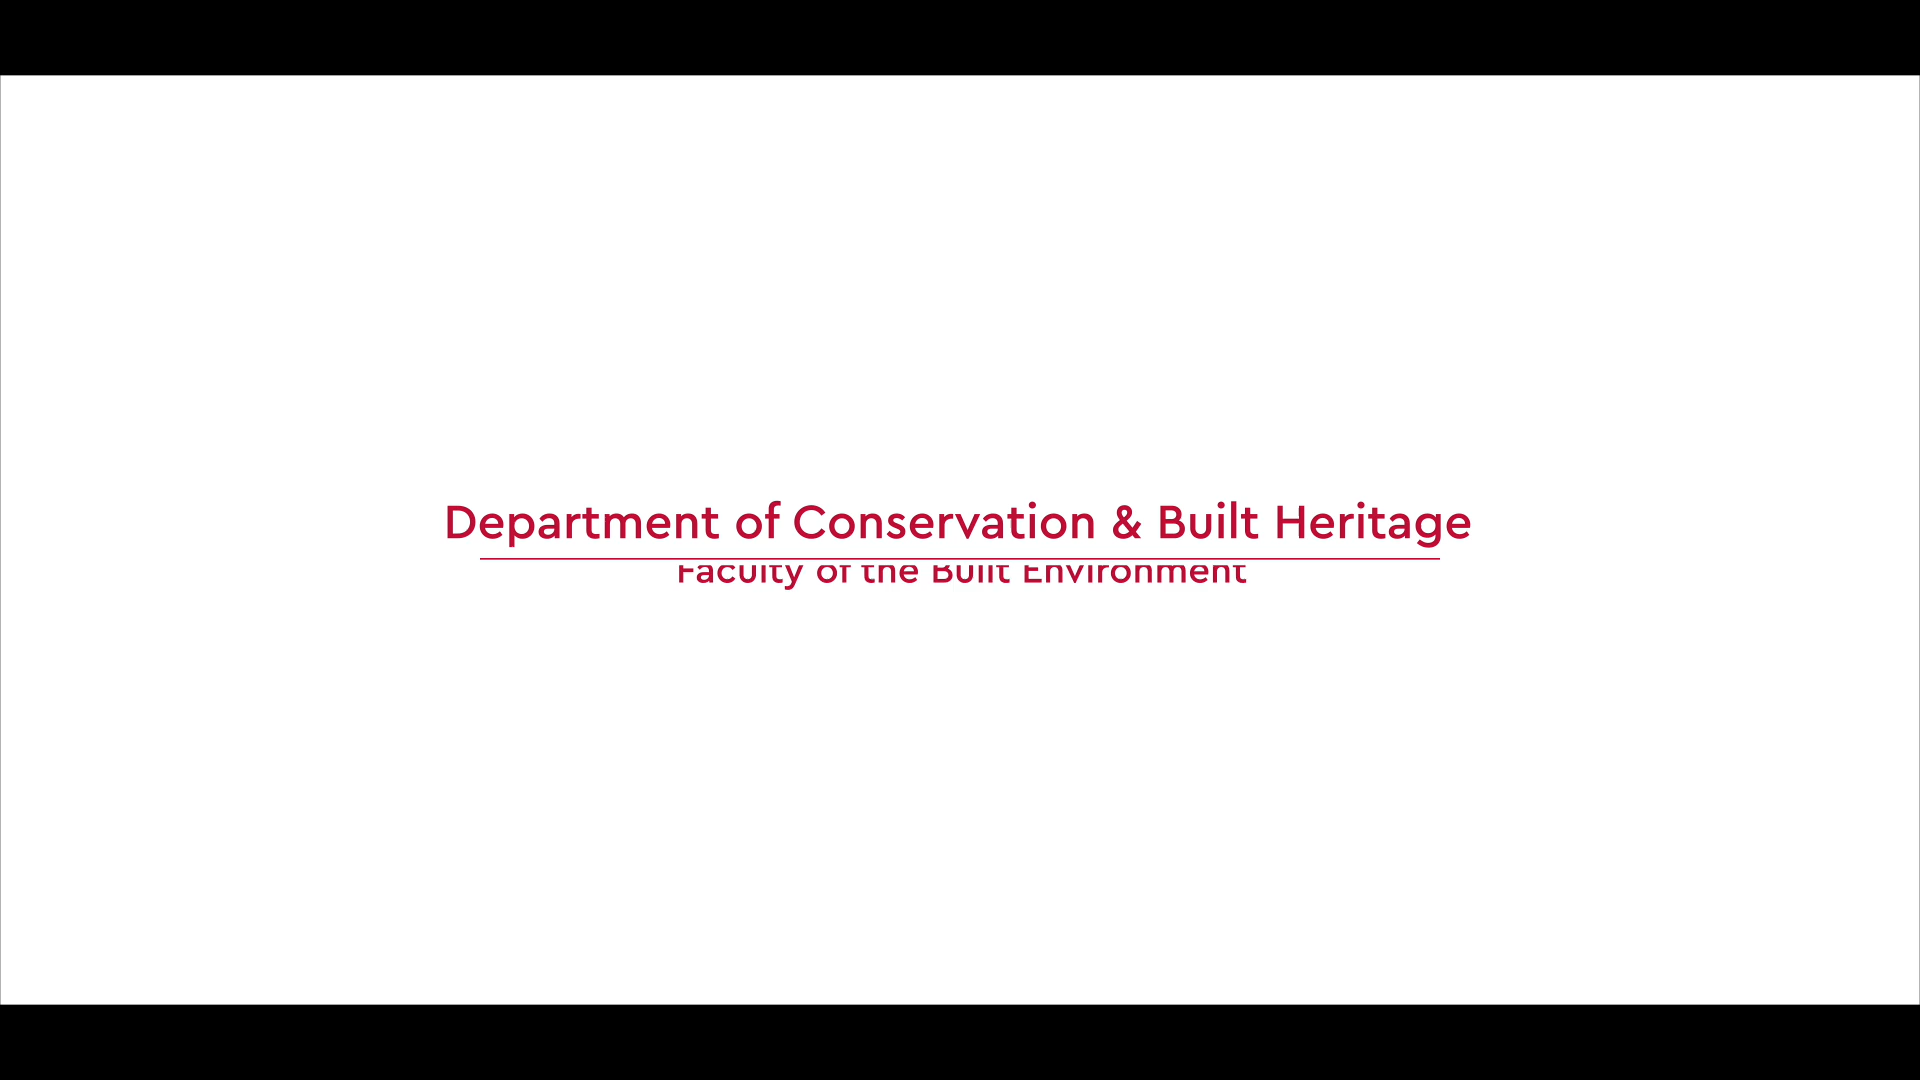 Department of Conservation & Built Heritage
Faculty of the Built Environment